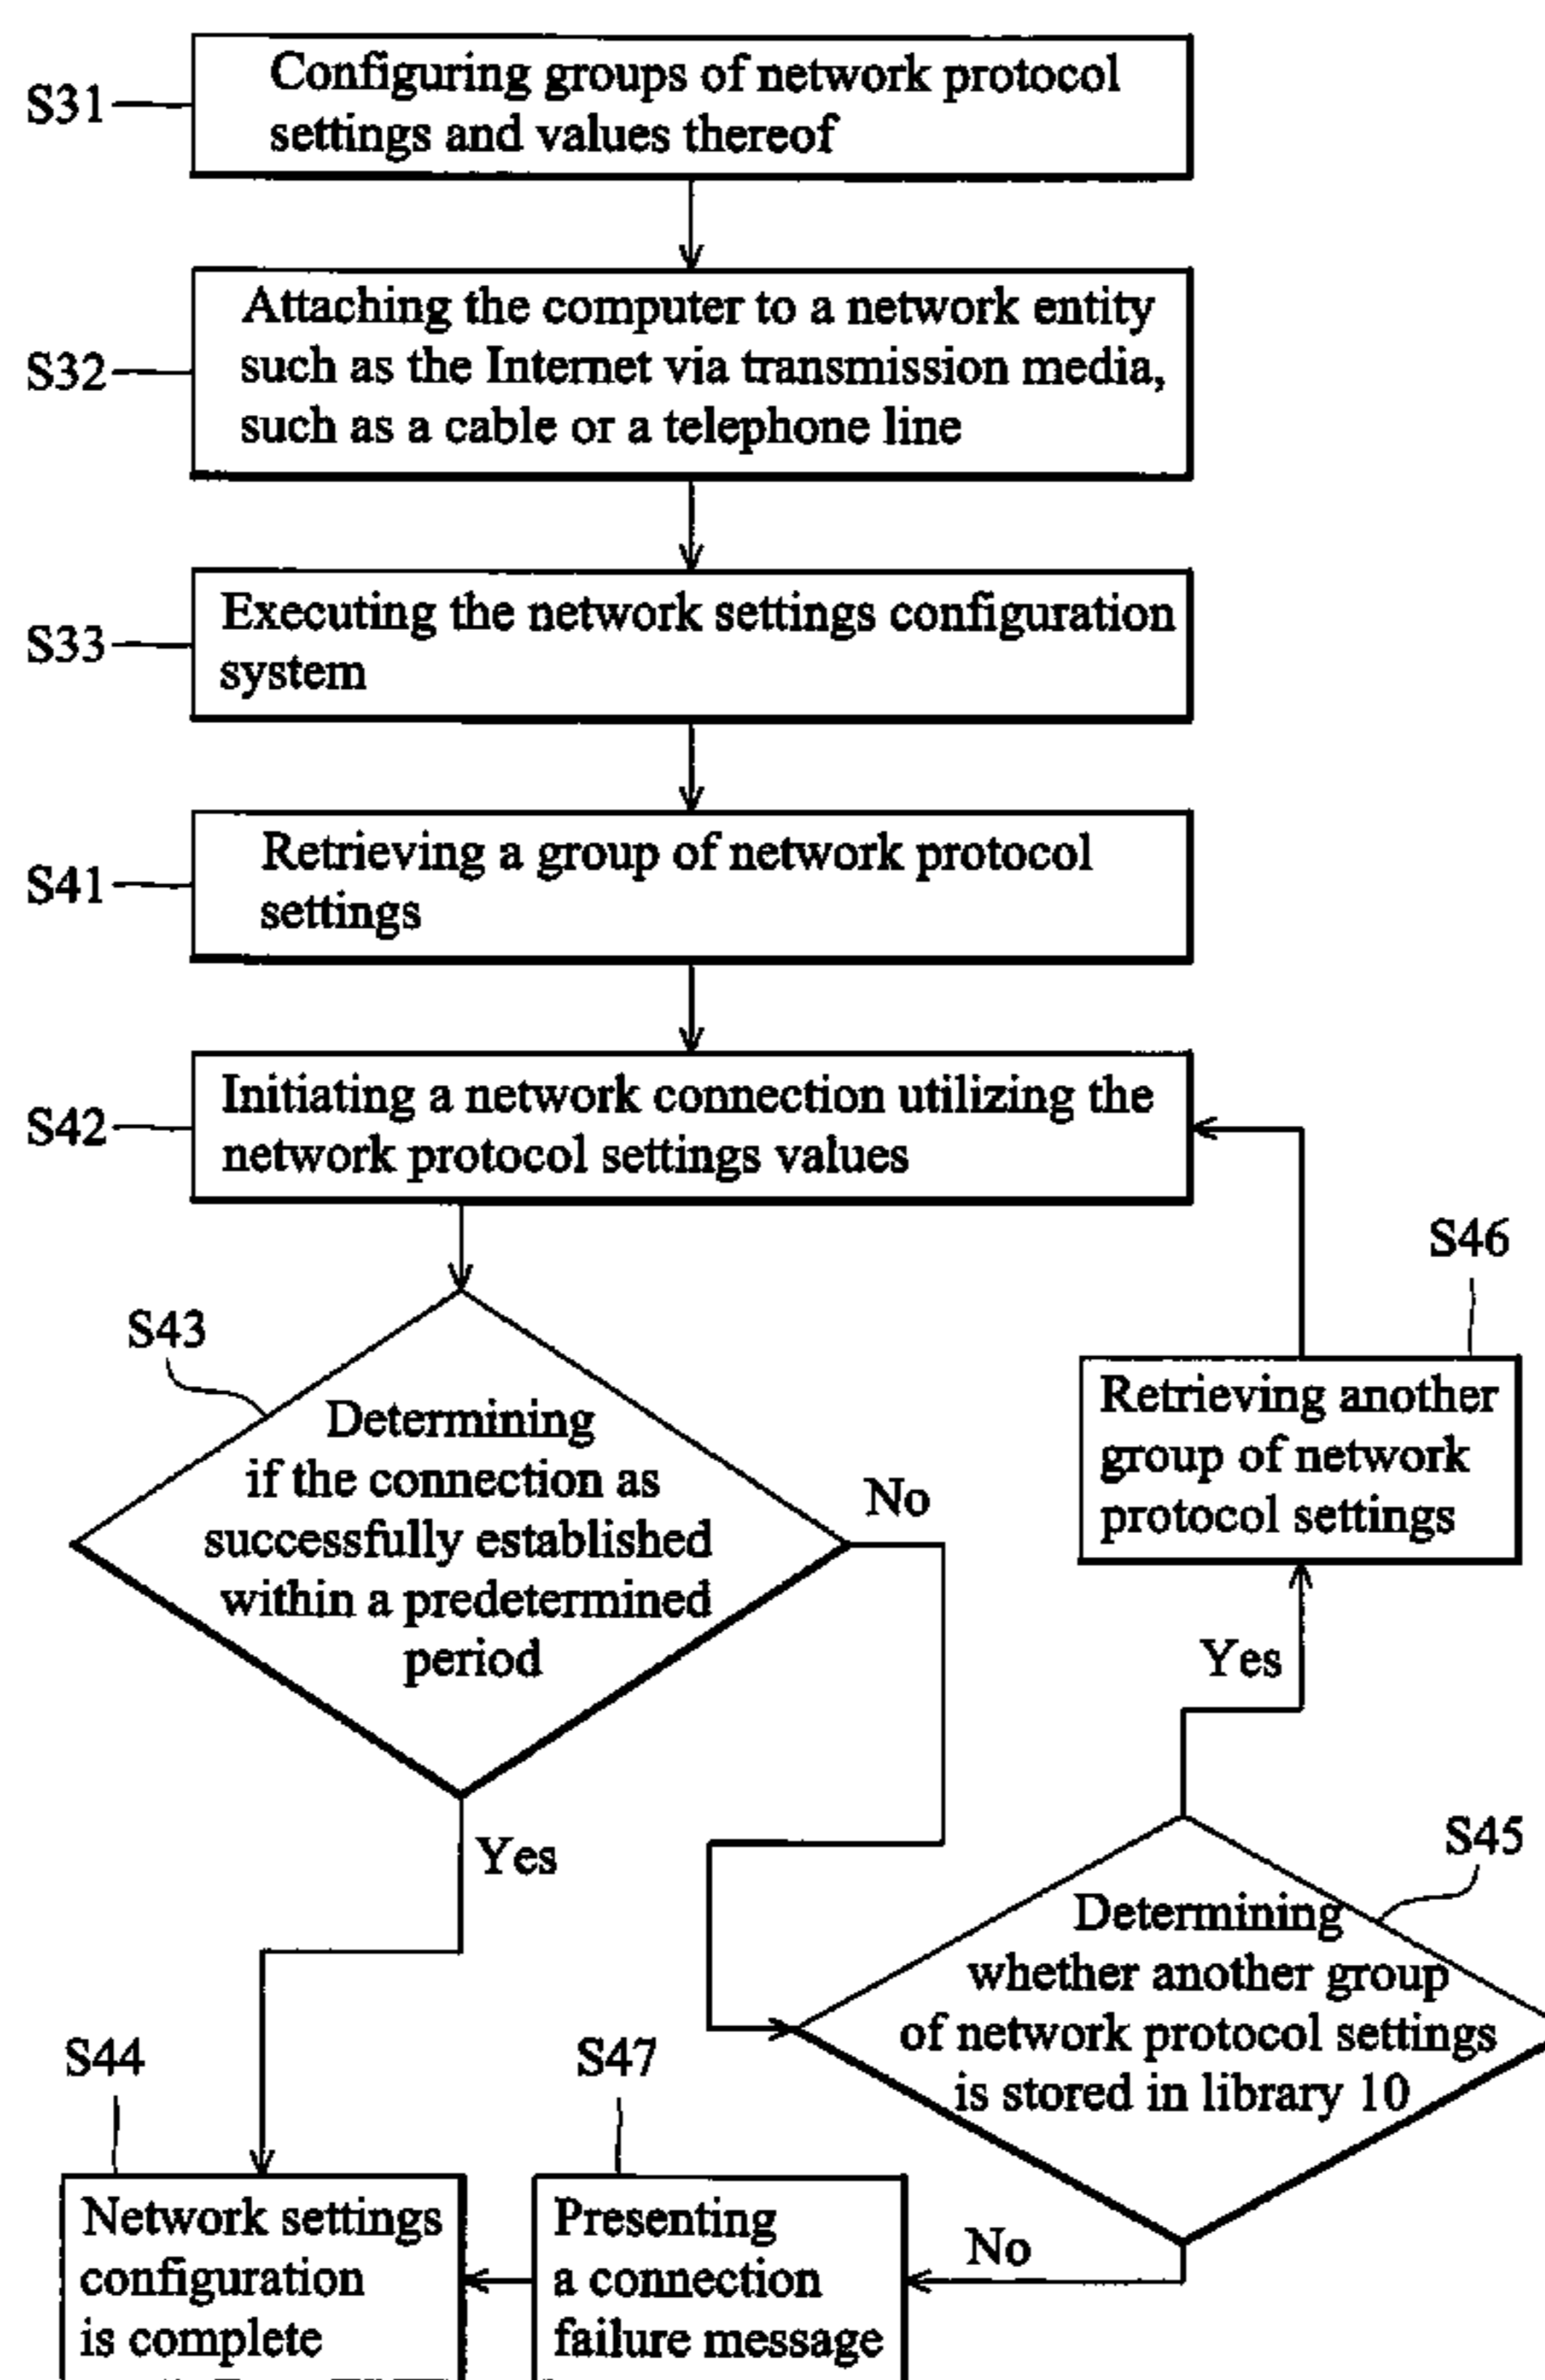 S31
Configuring groups of network protocol
settings and values thereof
S32
Attaching the computer to a network entity
such as the Internet via transmission media,
such as a cable or a telephone line
S33
Executing the network settings configuration
system
S41
Retrieving a group of network protocol
settings
S42
Initiating a network connection utilizing the
network protocol settings values
S43
Determining
if the connection as
successfully established
within a predetermined
period
No
Yes
S46
Retrieving another
group of network
protocol settings
Yes
S45
Determining
whether another group
of network protocol settings
is stored in library 10
No
S47
Presenting
a connection
failure message
S44
Network settings
configuration
is complete